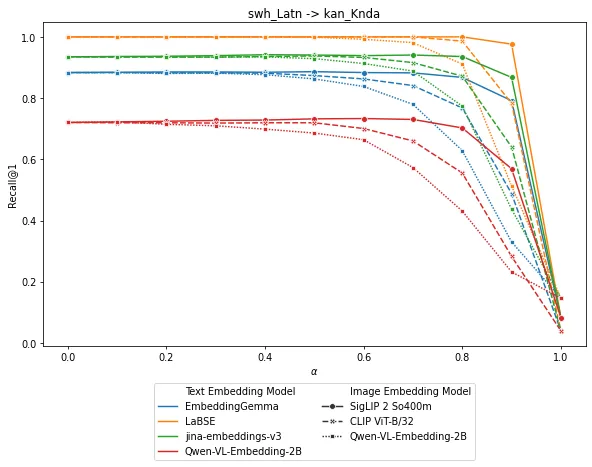 swh_Latn -> kan_Knda
1.0
0.8
0.6
0.4
0.2
0.0
Recall@1
0.0 0.2 0.4 0.6 0.8 1.0
α
Text Embedding Model
EmbeddingGemma
LaBSE
jina-embeddings-v3
Qwen-VL-Embedding-2B
Image Embedding Model
SigLIP 2 So400m
CLIP ViT-B/32
Qwen-VL-Embedding-2B